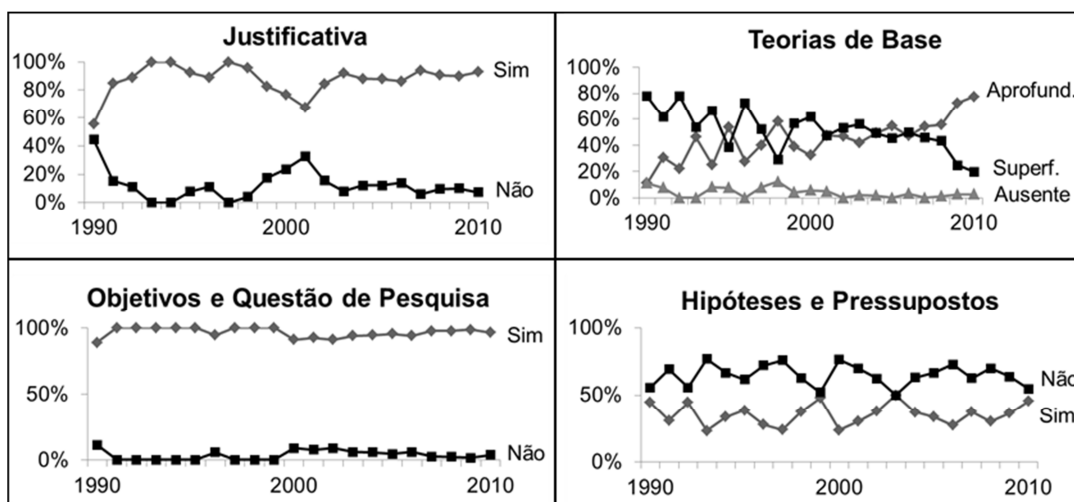 Justificativa
100%
80%
60%
40%
20%
0%
Sim
Não
1990
2000
2010
Teorias de Base
100%
80%
60%
40%
20%
0%
Aprofund.
Superf.
Ausente
1990
2000
2010
Objetivos e Questão de Pesquisa
100%
50%
0%
Sim
Não
1990
2000
2010
Hipóteses e Pressupostos
100%
50%
0%
Não
Sim
1990
2000
2010